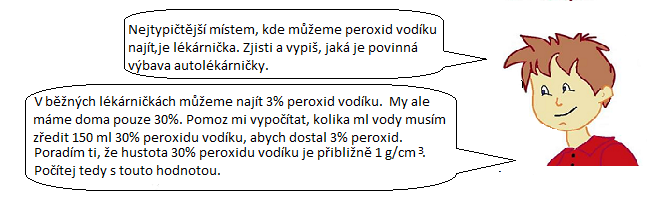 Nejtypičtější místem, kde můžeme peroxid vodíku
najít,je lékárnička. Zjisti a vypiš, jaká je povinná
výbava autolékárničky.
V běžných lékárničkách můžeme najít 3% peroxid vodíku. My ale
máme doma pouze 30%. Pomoz mi vypočítat, kolika ml vody musím
zředit 150 ml 30% peroxidu vodíku, abych dostal 3% peroxid.
Poradím ti, že hustota 30% peroxidu vodíku je přibližně 1 g/cm³.
Počítej tedy s touto hodnotou.